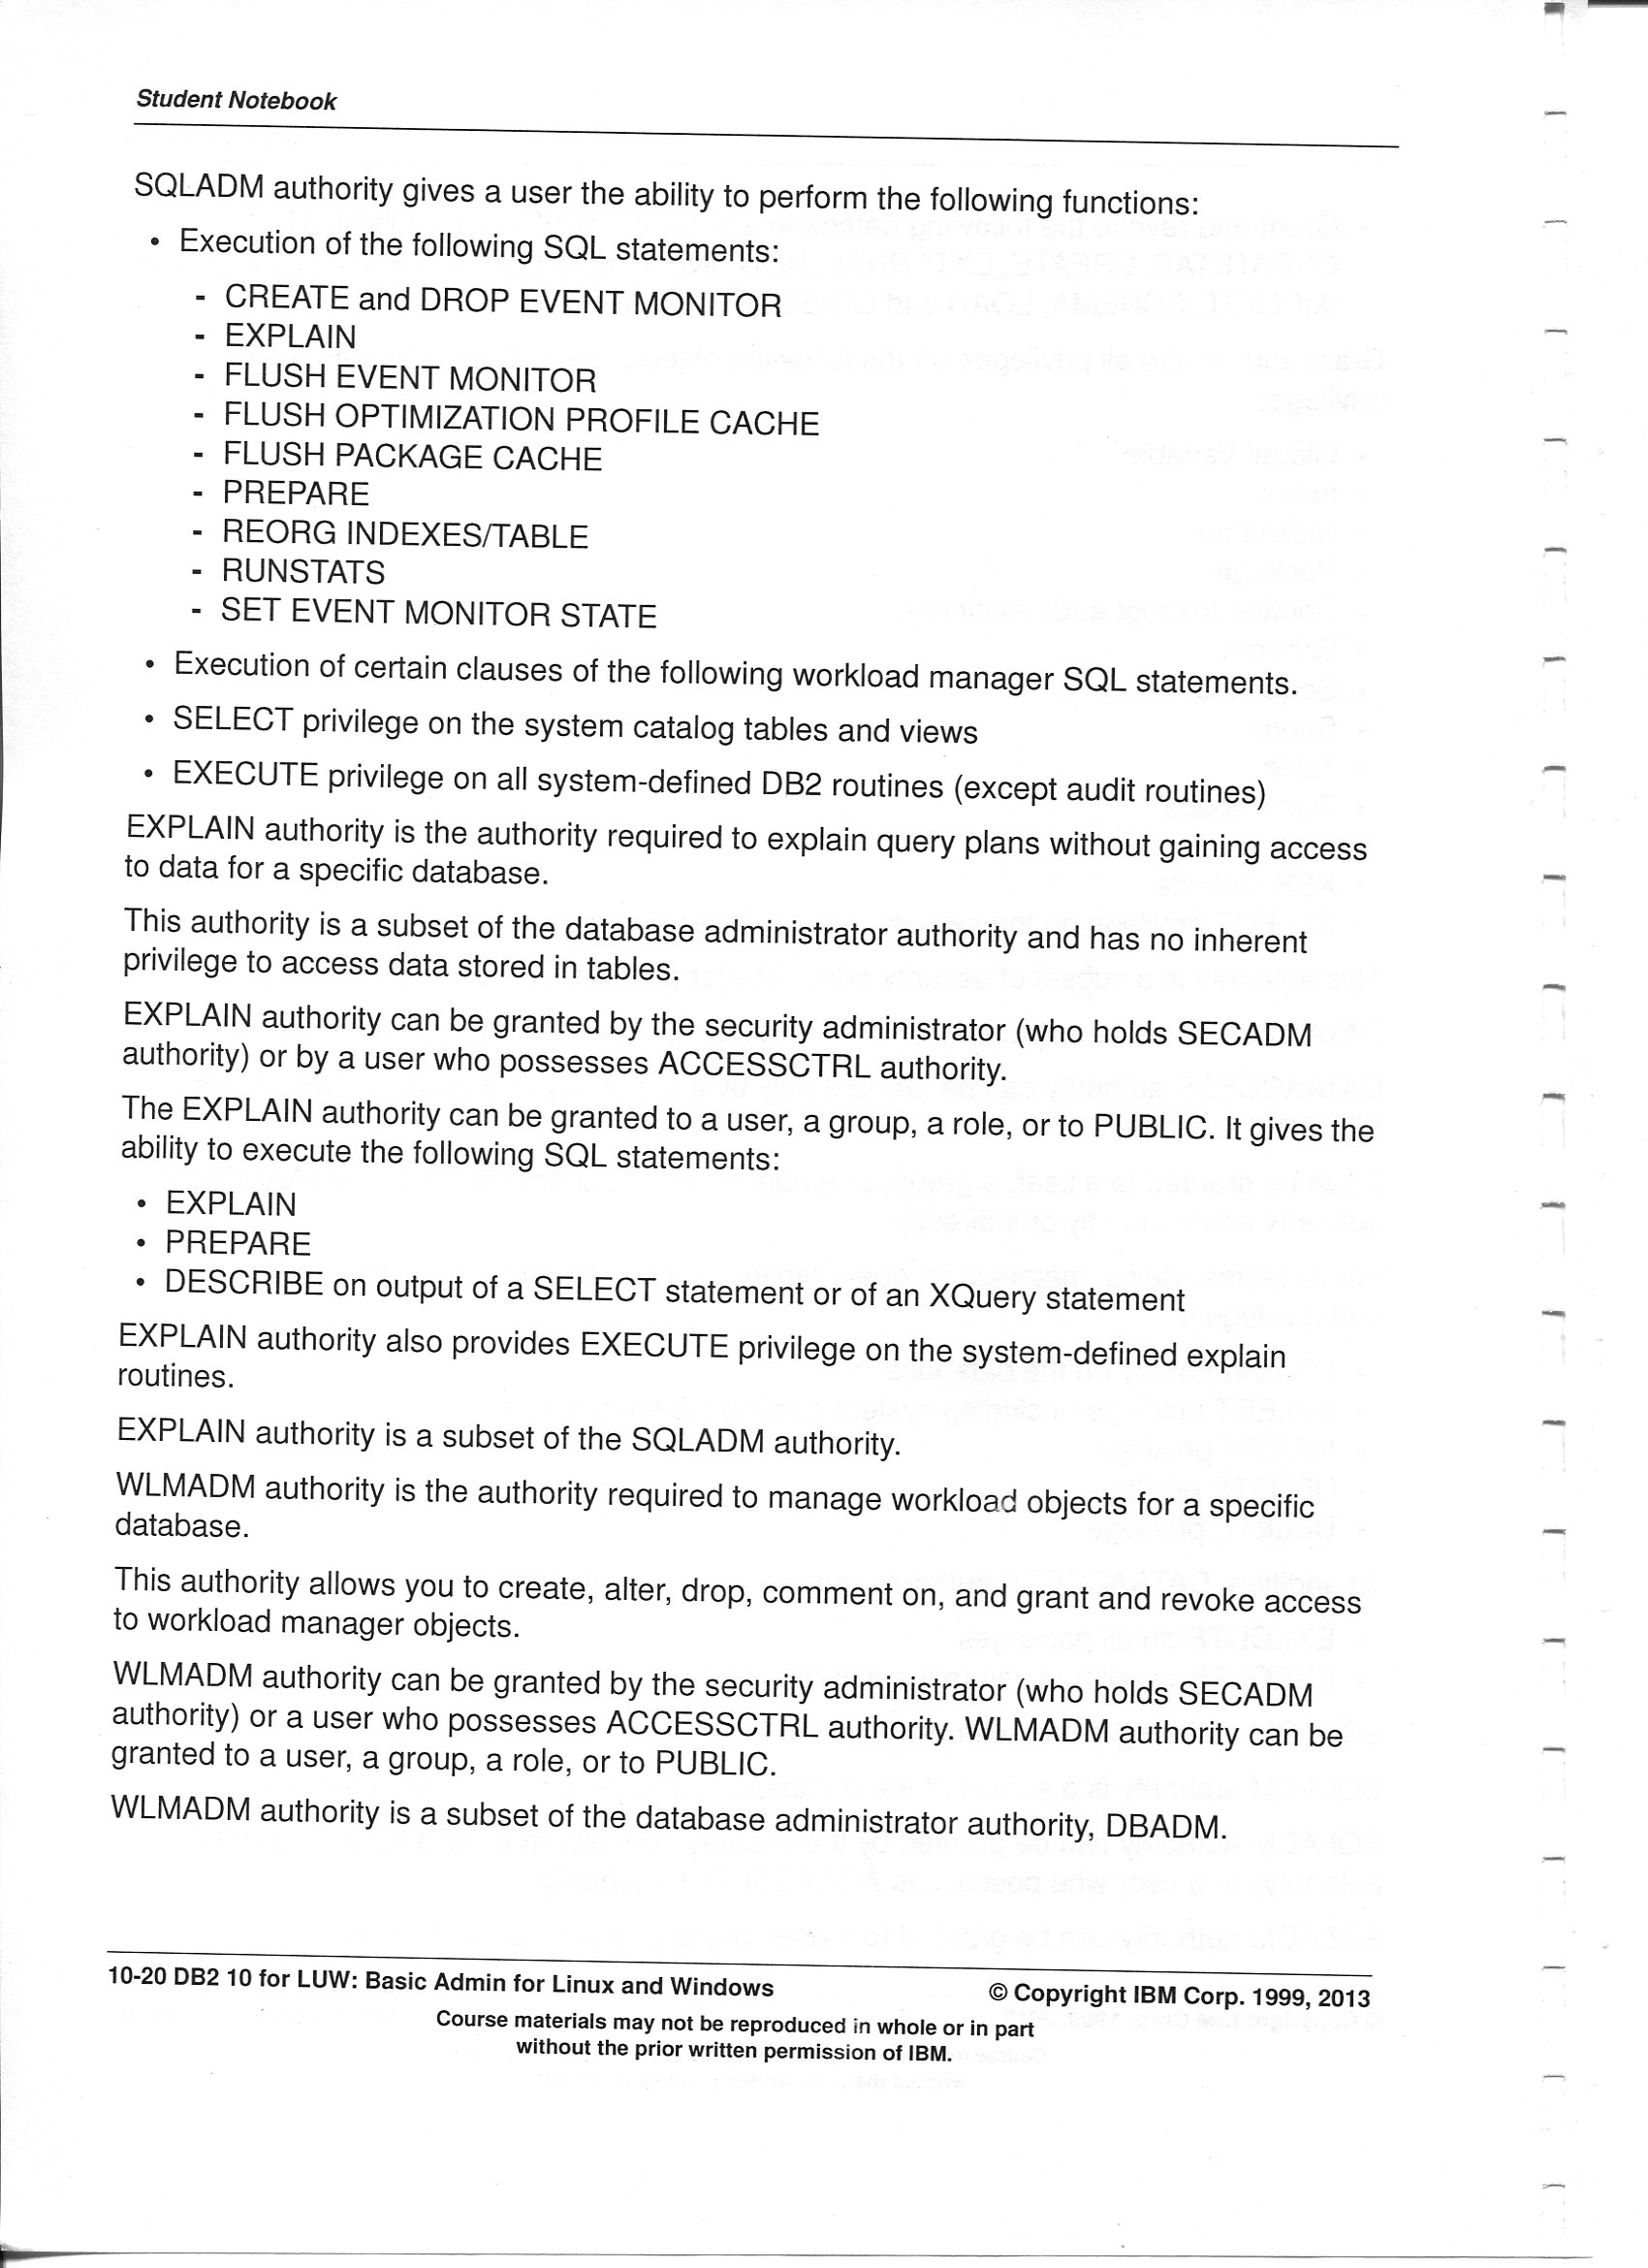 Student Notebook
SQLADM authority gives a user the ability to perform the following functions:
• Execution of the following SQL statements:
- CREATE and DROP EVENT MONITOR
- EXPLAIN
- FLUSH EVENT MONITOR
- FLUSH OPTIMIZATION PROFILE CACHE
- FLUSH PACKAGE CACHE
- PREPARE
- REORG INDEXES/TABLE
- RUNSTATS
- SET EVENT MONITOR STATE
• Execution of certain clauses of the following workload manager SQL statements.
• SELECT privilege on the system catalog tables and views
• EXECUTE privilege on all system-defined DB2 routines (except audit routines)
EXPLAIN authority is the authority required to explain query plans without gaining access
to data for a specific database.
This authority is a subset of the database administrator authority and has no inherent
privilege to access data stored in tables.
EXPLAIN authority can be granted by the security administrator (who holds SECADM
authority) or by a user who possesses ACCESSCTRL authority.
The EXPLAIN authority can be granted to a user, a group, a role, or to PUBLIC. It gives the
ability to execute the following SQL statements:
• EXPLAIN
• PREPARE
• DESCRIBE on output of a SELECT statement or of an XQuery statement
EXPLAIN authority also provides EXECUTE privilege on the system-defined explain
routines.
EXPLAIN authority is a subset of the SQLADM authority.
WLMADM authority is the authority required to manage workload objects for a specific
database.
This authority allows you to create, alter, drop, comment on, and grant and revoke access
to workload manager objects.
WLMADM authority can be granted by the security administrator (who holds SECADM
authority) or a user who possesses ACCESSCTRL authority. WLMADM authority can be
granted to a user, a group, a role, or to PUBLIC.
WLMADM authority is a subset of the database administrator authority, DBADM.
10-20 DB2 10 for LUW: Basic Admin for Linux and Windows © Copyright IBM Corp. 1999, 2013
Course materials may not be reproduced in whole or in part
without the prior written permission of IBM.